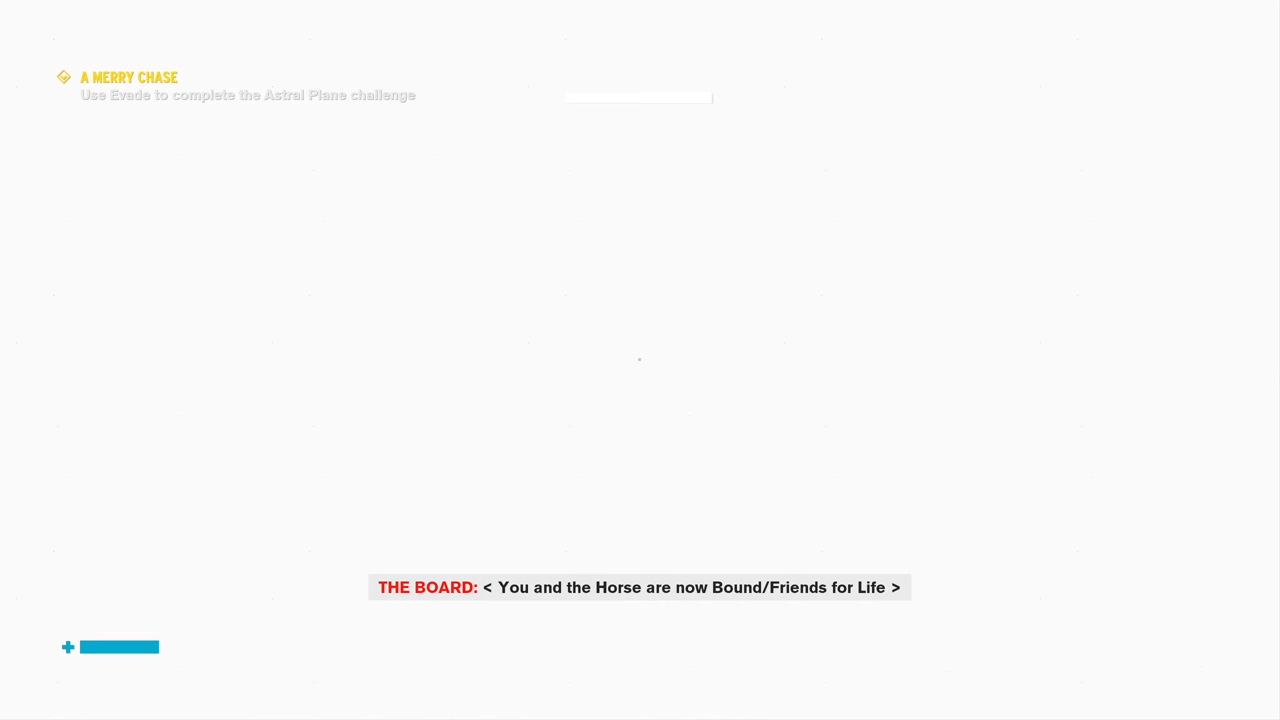 A MERRY CHASE
Use Evade to complete the Astral Plane challenge
THE BOARD: < You and the Horse are now Bound/Friends for Life >